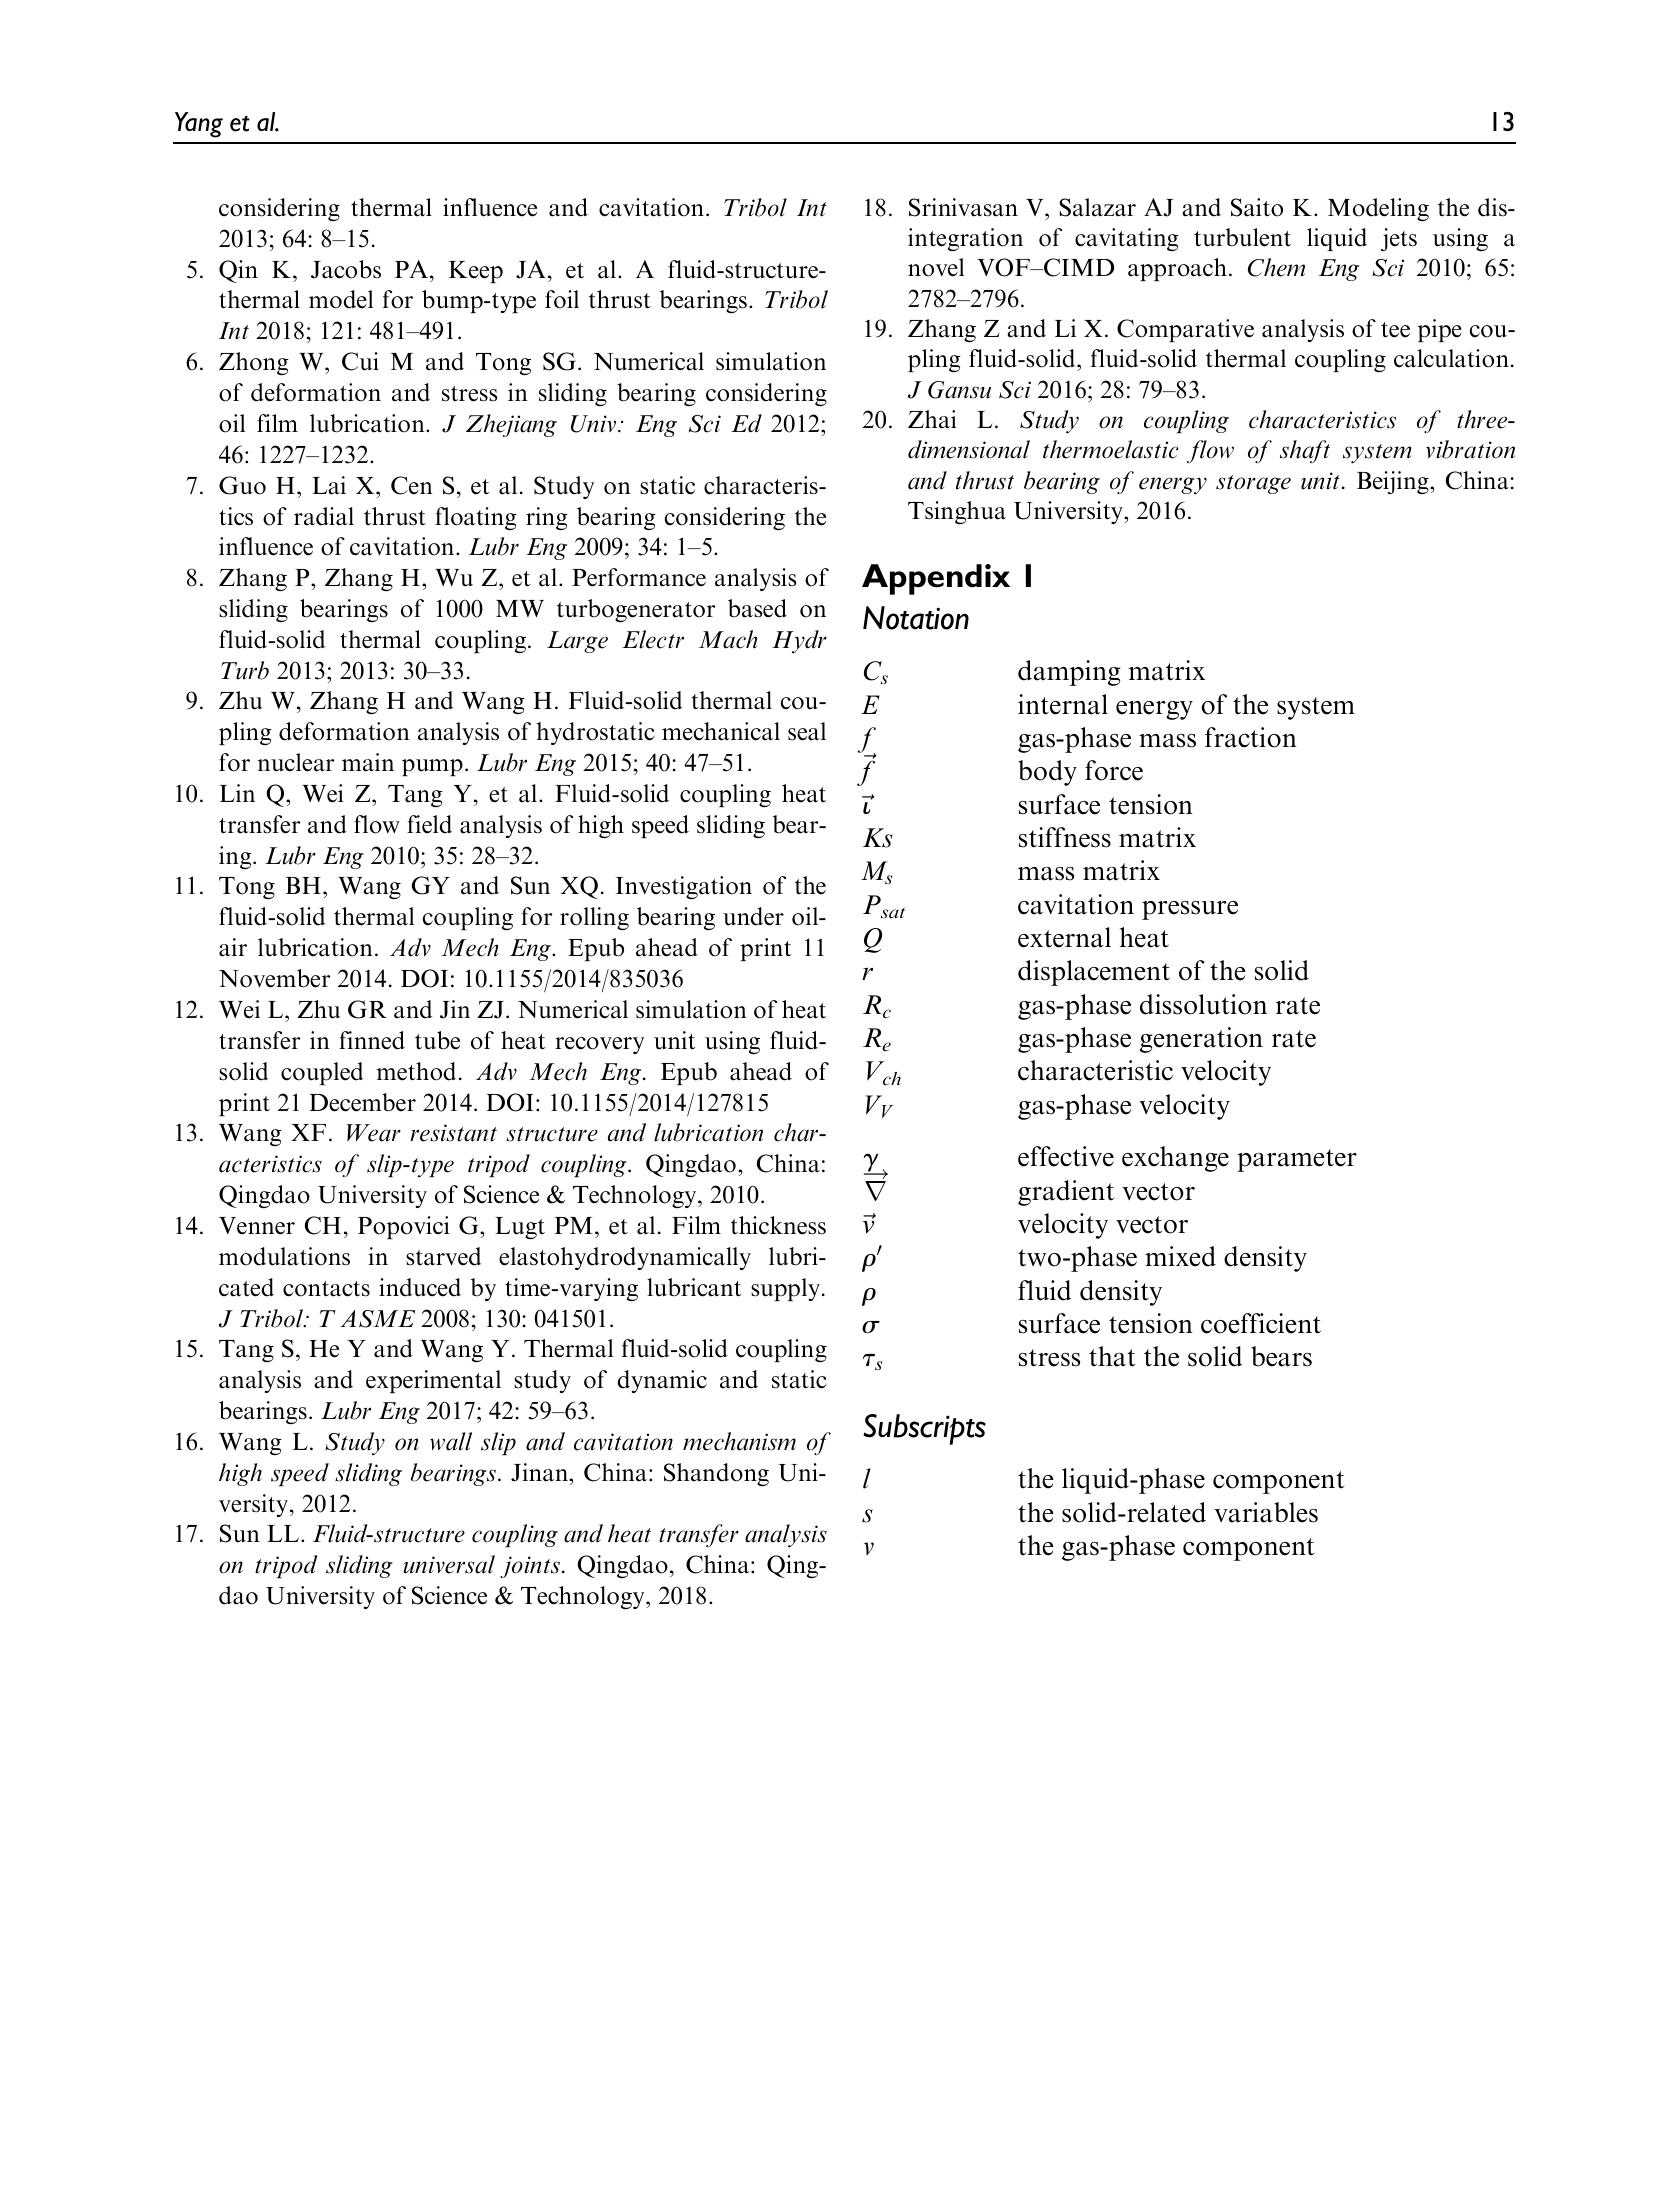 Yang et al.
13
considering thermal influence and cavitation. Tribol Int
2013; 64: 8–15.
5. Qin K, Jacobs PA, Keep JA, et al. A fluid-structure-
thermal model for bump-type foil thrust bearings. Tribol
Int 2018; 121: 481–491.
6. Zhong W, Cui M and Tong SG. Numerical simulation
of deformation and stress in sliding bearing considering
oil film lubrication. J Zhejiang Univ: Eng Sci Ed 2012;
46: 1227–1232.
7. Guo H, Lai X, Cen S, et al. Study on static characteris-
tics of radial thrust floating ring bearing considering the
influence of cavitation. Lubr Eng 2009; 34: 1–5.
8. Zhang P, Zhang H, Wu Z, et al. Performance analysis of
sliding bearings of 1000 MW turbogenerator based on
fluid-solid thermal coupling. Large Electr Mach Hydr
Turb 2013; 2013: 30–33.
9. Zhu W, Zhang H and Wang H. Fluid-solid thermal cou-
pling deformation analysis of hydrostatic mechanical seal
for nuclear main pump. Lubr Eng 2015; 40: 47–51.
10. Lin Q, Wei Z, Tang Y, et al. Fluid-solid coupling heat
transfer and flow field analysis of high speed sliding bear-
ing. Lubr Eng 2010; 35: 28–32.
11. Tong BH, Wang GY and Sun XQ. Investigation of the
fluid-solid thermal coupling for rolling bearing under oil-
air lubrication. Adv Mech Eng. Epub ahead of print 11
November 2014. DOI: 10.1155/2014/835036
12. Wei L, Zhu GR and Jin ZJ. Numerical simulation of heat
transfer in finned tube of heat recovery unit using fluid-
solid coupled method. Adv Mech Eng. Epub ahead of
print 21 December 2014. DOI: 10.1155/2014/127815
13. Wang XF. Wear resistant structure and lubrication char-
acteristics of slip-type tripod coupling. Qingdao, China:
Qingdao University of Science & Technology, 2010.
14. Venner CH, Popovici G, Lugt PM, et al. Film thickness
modulations in starved elastohydrodynamically lubri-
cated contacts induced by time-varying lubricant supply.
J Tribol: T ASME 2008; 130: 041501.
15. Tang S, He Y and Wang Y. Thermal fluid-solid coupling
analysis and experimental study of dynamic and static
bearings. Lubr Eng 2017; 42: 59–63.
16. Wang L. Study on wall slip and cavitation mechanism of
high speed sliding bearings. Jinan, China: Shandong Uni-
versity, 2012.
17. Sun LL. Fluid-structure coupling and heat transfer analysis
on tripod sliding universal joints. Qingdao, China: Qing-
dao University of Science & Technology, 2018.
18. Srinivasan V, Salazar AJ and Saito K. Modeling the dis-
integration of cavitating turbulent liquid jets using a
novel VOF–CIMD approach. Chem Eng Sci 2010; 65:
2782–2796.
19. Zhang Z and Li X. Comparative analysis of tee pipe cou-
pling fluid-solid, fluid-solid thermal coupling calculation.
J Gansu Sci 2016; 28: 79–83.
20. Zhai L. Study on coupling characteristics of three-
dimensional thermoelastic flow of shaft system vibration
and thrust bearing of energy storage unit. Beijing, China:
Tsinghua University, 2016.
Appendix 1
Notation
C_s damping matrix
E internal energy of the system
f gas-phase mass fraction
f⃗ body force
ι⃗ surface tension
Ks stiffness matrix
M_s mass matrix
P_sat cavitation pressure
Q external heat
r displacement of the solid
R_c gas-phase dissolution rate
R_e gas-phase generation rate
V_ch characteristic velocity
V_V gas-phase velocity
γ effective exchange parameter
∇⃗ gradient vector
v⃗ velocity vector
ρ′ two-phase mixed density
ρ fluid density
σ surface tension coefficient
τ_s stress that the solid bears
Subscripts
l the liquid-phase component
s the solid-related variables
v the gas-phase component